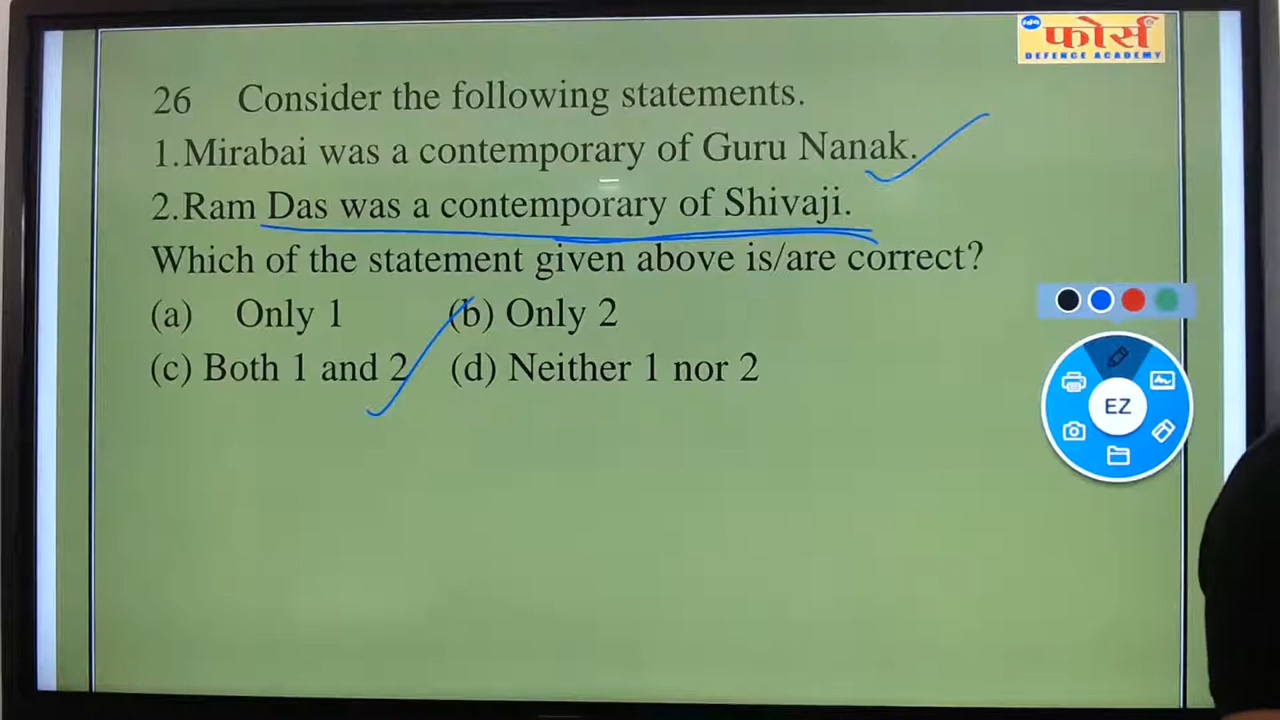 फोर्स
DEFENCE ACADEMY
26 Consider the following statements.
1.Mirabai was a contemporary of Guru Nanak.
2.Ram Das was a contemporary of Shivaji.
Which of the statement given above is/are correct?
(a) Only 1 (b) Only 2
(c) Both 1 and 2 (d) Neither 1 nor 2
EZ